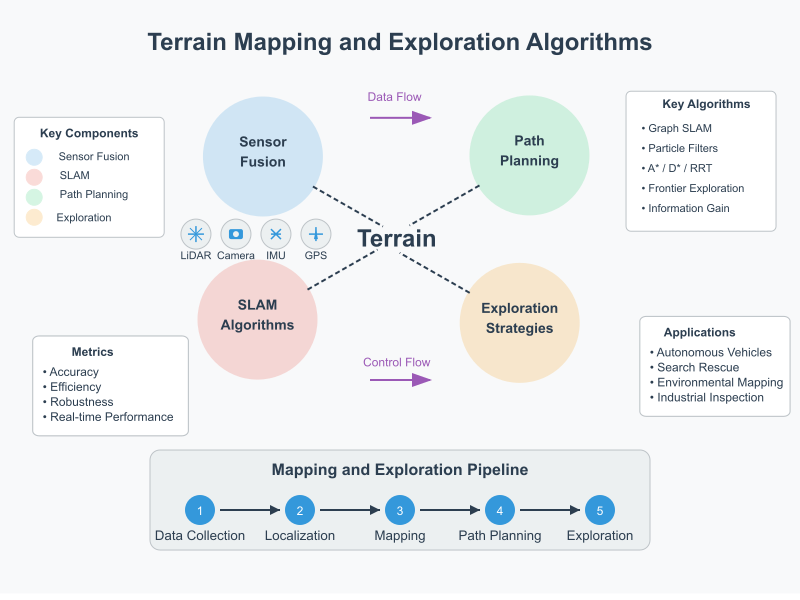 Terrain Mapping and Exploration Algorithms
Key Components
Sensor Fusion
SLAM
Path Planning
Exploration
Sensor
Fusion
Data Flow
Path
Planning
Key Algorithms
• Graph SLAM
• Particle Filters
• A* / D* / RRT
• Frontier Exploration
• Information Gain
LiDAR
Camera
IMU
GPS
Terrain
SLAM
Algorithms
Exploration
Strategies
Control Flow
Metrics
• Accuracy
• Efficiency
• Robustness
• Real-time Performance
Applications
• Autonomous Vehicles
• Search Rescue
• Environmental Mapping
• Industrial Inspection
Mapping and Exploration Pipeline
1
2
3
4
5
Data Collection
Localization
Mapping
Path Planning
Exploration